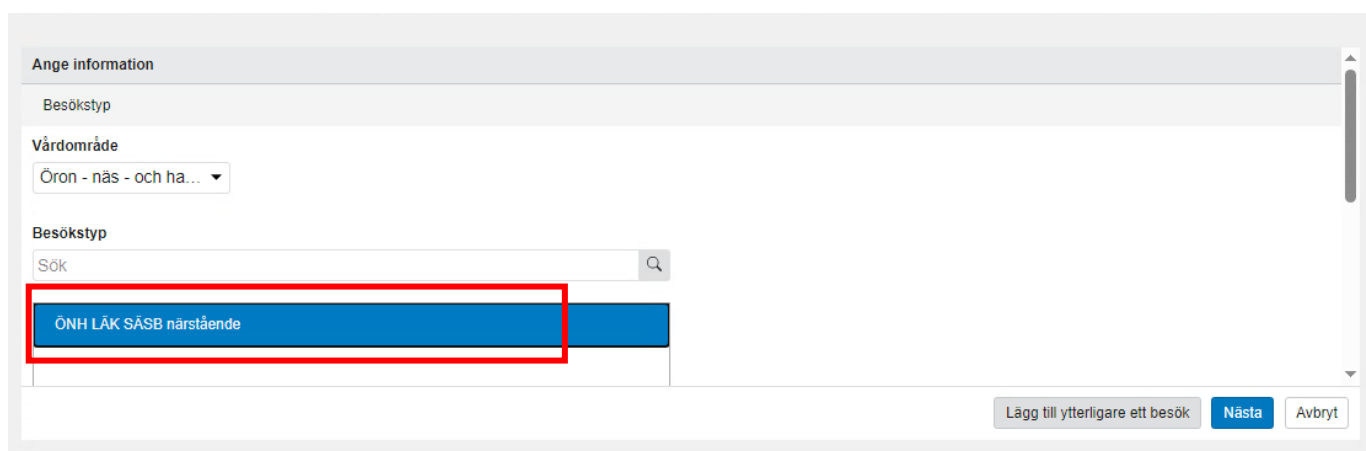 Ange information
Besökstyp
Vårdområde
Öron - näs - och ha...
Besökstyp
Sök
ÖNH LÄK SÄSB närstående
Lägg till ytterligare ett besök Nästa Avbryt